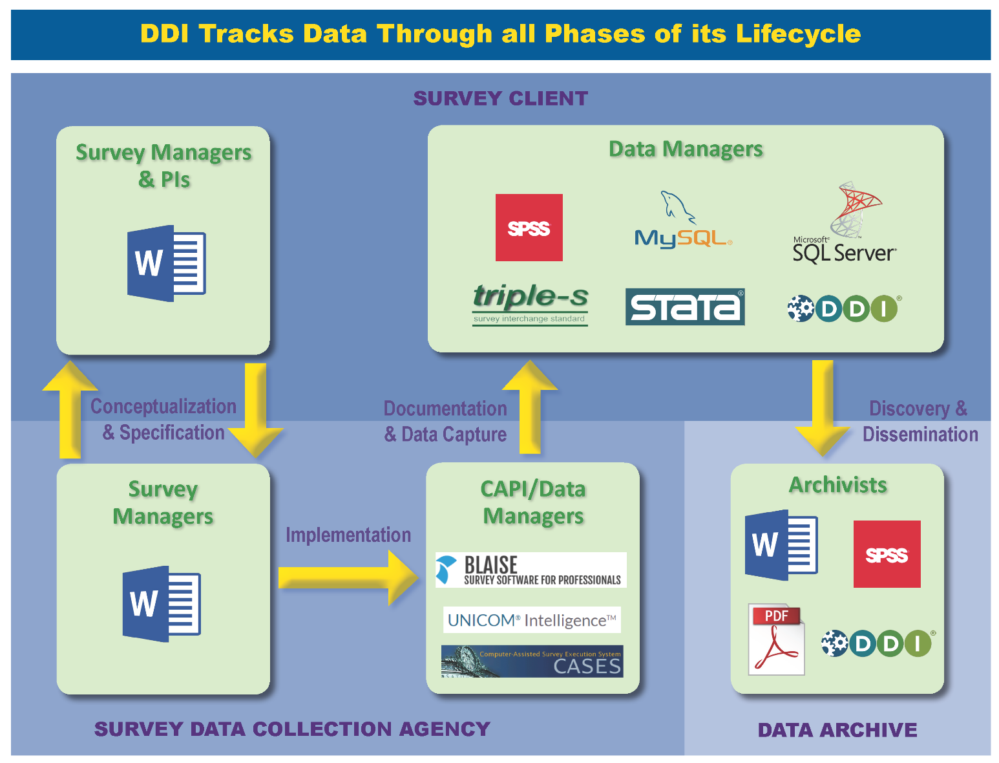 DDI Tracks Data Through all Phases of its Lifecycle
SURVEY CLIENT
Survey Managers
& PIs
W
Data Managers
SPSS
MySQL®
Microsoft®
SQL Server®
triple-s
survey interchange standard
STATA®
DDI®
Conceptualization
& Specification
Documentation
& Data Capture
Discovery &
Dissemination
Survey
Managers
W
Implementation
CAPI/Data
Managers
BLAISE
SURVEY SOFTWARE FOR PROFESSIONALS
UNICOM® Intelligence™
Computer-Assisted Survey Execution System
CASES
Archivists
W
SPSS
PDF
DDI®
SURVEY DATA COLLECTION AGENCY
DATA ARCHIVE